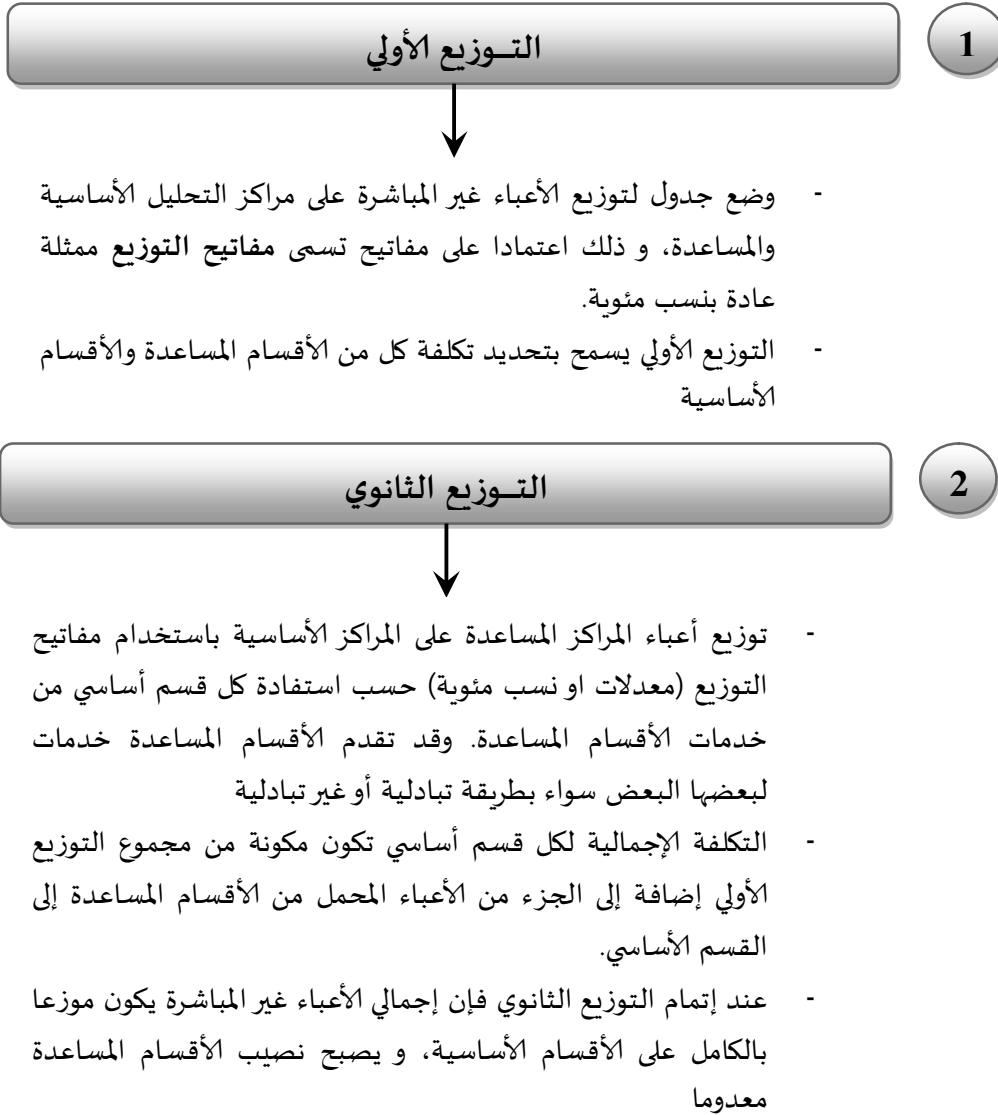 1
التــوزيع الأولي
- وضع جدول لتوزيع الأعباء غير المباشرة على مراكز التحليل الأساسية
والمساعدة، و ذلك اعتمادا على مفاتيح تسمى مفاتيح التوزيع ممثلة
عادة بنسب مئوية.
- التوزيع الأولي يسمح بتحديد تكلفة كل من الأقسام المساعدة والأقسام
الأساسية
2
التــوزيع الثانوي
- توزيع أعباء المراكز المساعدة على المراكز الأساسية باستخدام مفاتيح
التوزيع (معدلات او نسب مئوية) حسب استفادة كل قسم أساسي من
خدمات الأقسام المساعدة. وقد تقدم الأقسام المساعدة خدمات
لبعضها البعض سواء بطريقة تبادلية أو غير تبادلية
- التكلفة الإجمالية لكل قسم أساسي تكون مكونة من مجموع التوزيع
الأولي إضافة إلى الجزء من الأعباء المحمل من الأقسام المساعدة إلى
القسم الأساسي.
- عند إتمام التوزيع الثانوي فإن إجمالي الأعباء غير المباشرة يكون موزعا
بالكامل على الأقسام الأساسية، و يصبح نصيب الأقسام المساعدة
معدوما